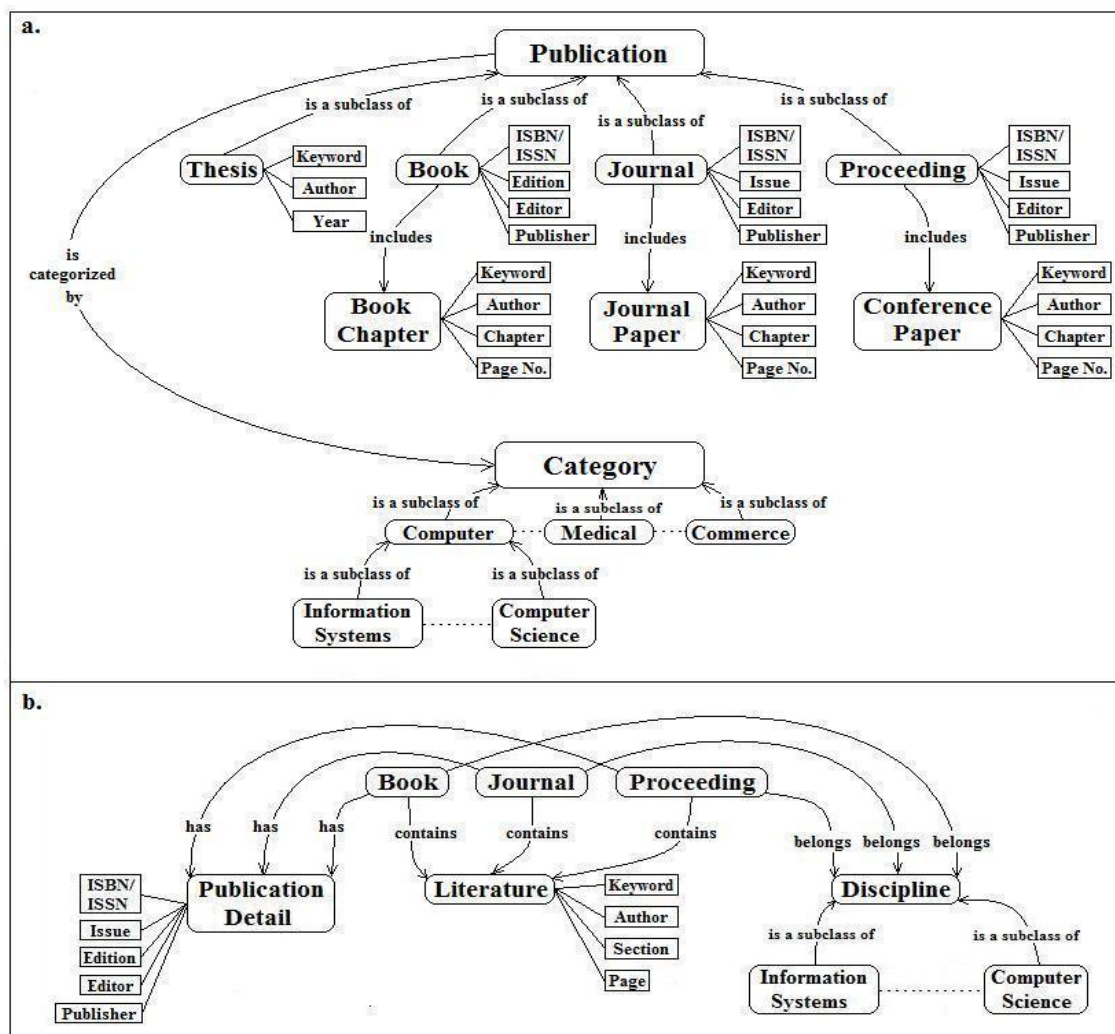 a.
Publication
is a subclass of
is a subclass of
is a subclass of
is a subclass of
Thesis
Keyword
Author
Year
Book
ISBN/
ISSN
Edition
Editor
Publisher
Journal
ISBN/
ISSN
Issue
Editor
Publisher
Proceeding
ISBN/
ISSN
Issue
Editor
Publisher
is
categorized
by
includes
includes
includes
Book
Chapter
Keyword
Author
Chapter
Page No.
Journal
Paper
Keyword
Author
Chapter
Page No.
Conference
Paper
Keyword
Author
Chapter
Page No.
Category
is a subclass of
is a subclass of
is a subclass of
Computer
Medical
Commerce
is a subclass of
is a subclass of
Information
Systems
Computer
Science
b.
Book
Journal
Proceeding
has
has
has
contains
contains
contains
belongs
belongs
belongs
Publication
Detail
ISBN/
ISSN
Issue
Edition
Editor
Publisher
Literature
Keyword
Author
Section
Page
Discipline
is a subclass of
is a subclass of
Information
Systems
Computer
Science